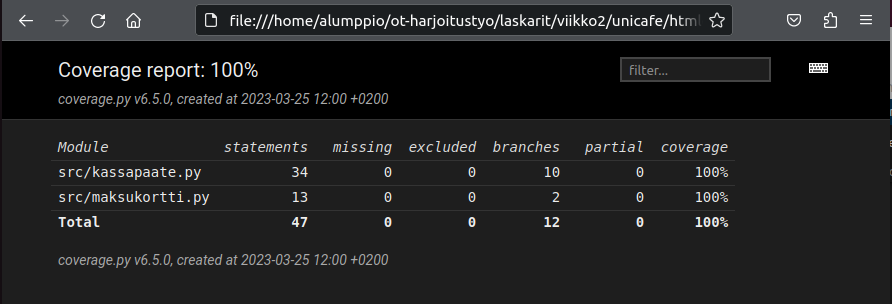 file:///home/alumppio/ot-harjoitustyo/laskarit/viikko2/unicafe/html
Coverage report: 100%
filter...
coverage.py v6.5.0, created at 2023-03-25 12:00 +0200
Module statements missing excluded branches partial coverage
src/kassapaate.py 34 0 0 10 0 100%
src/maksukortti.py 13 0 0 2 0 100%
Total 47 0 0 12 0 100%
coverage.py v6.5.0, created at 2023-03-25 12:00 +0200